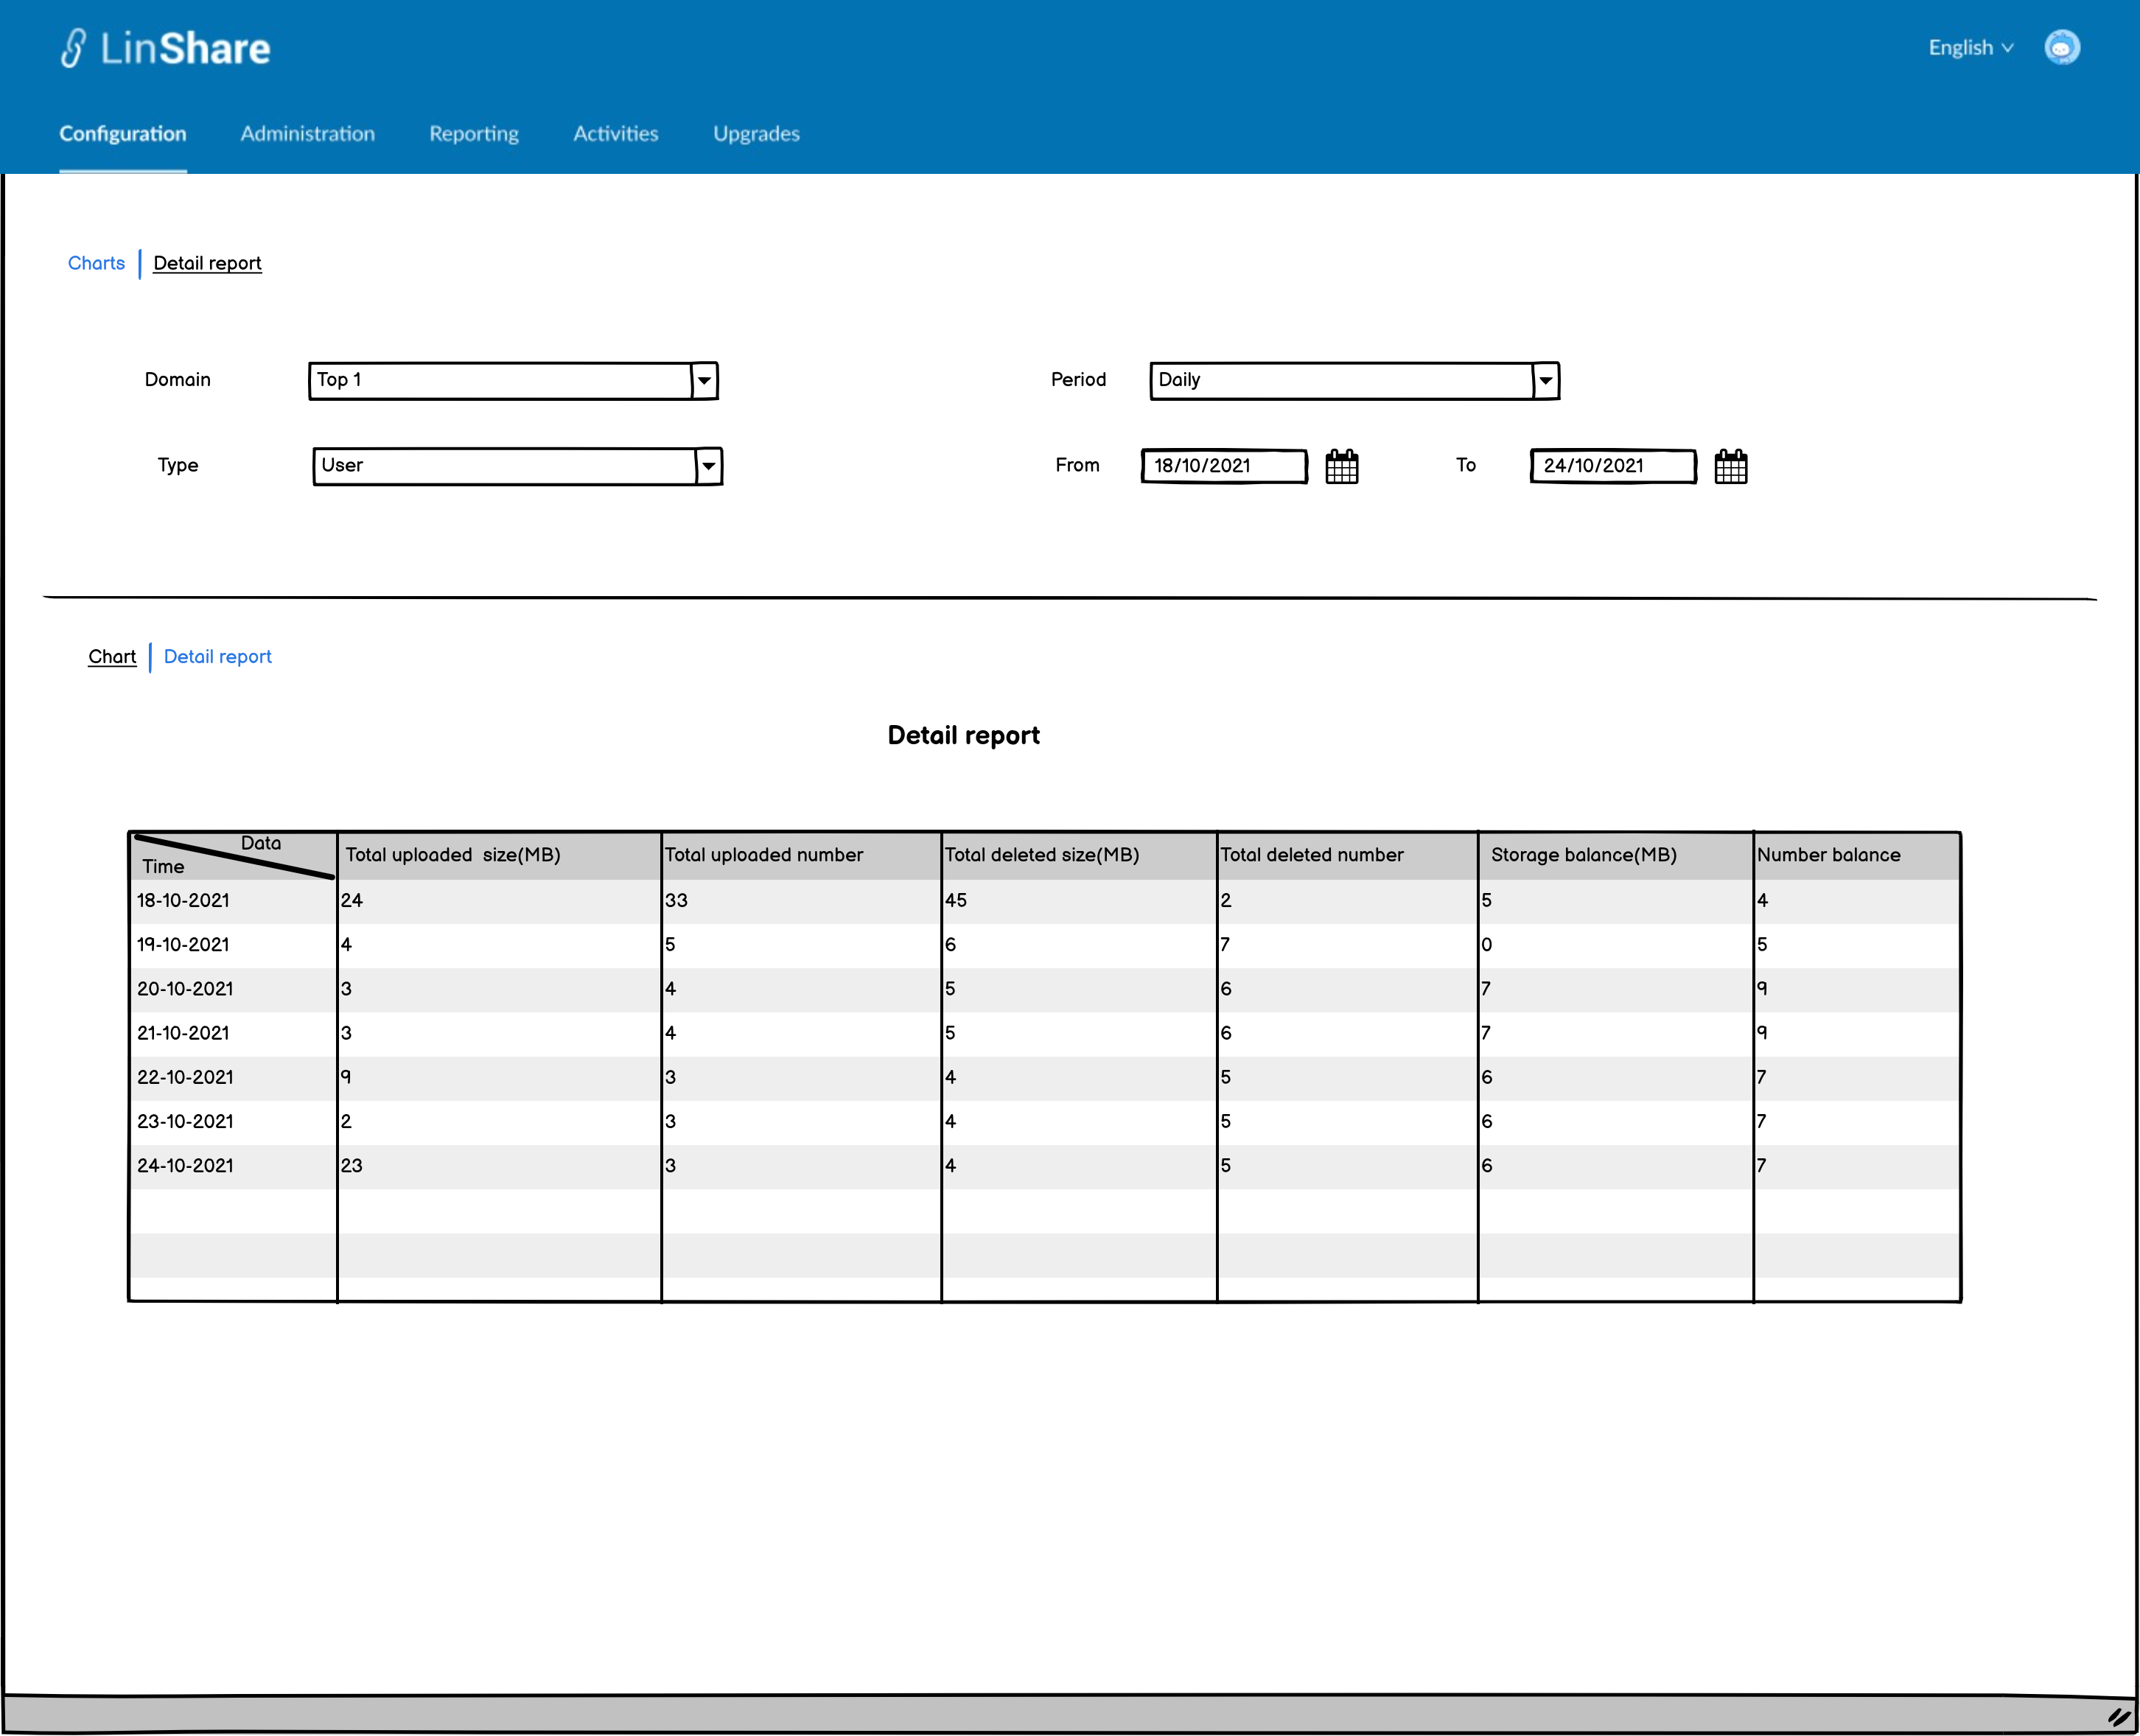 LinShare
English
Configuration Administration Reporting Activities Upgrades
Charts Detail report
Domain Top 1 Period Daily
Type User From 18/10/2021 To 24/10/2021
Chart Detail report
Detail report
Data
Time Total uploaded size(MB) Total uploaded number Total deleted size(MB) Total deleted number Storage balance(MB) Number balance
18-10-2021 24 33 45 2 5 4
19-10-2021 4 5 6 7 0 5
20-10-2021 3 4 5 6 7 9
21-10-2021 3 4 5 6 7 9
22-10-2021 9 3 4 5 6 7
23-10-2021 2 3 4 5 6 7
24-10-2021 23 3 4 5 6 7